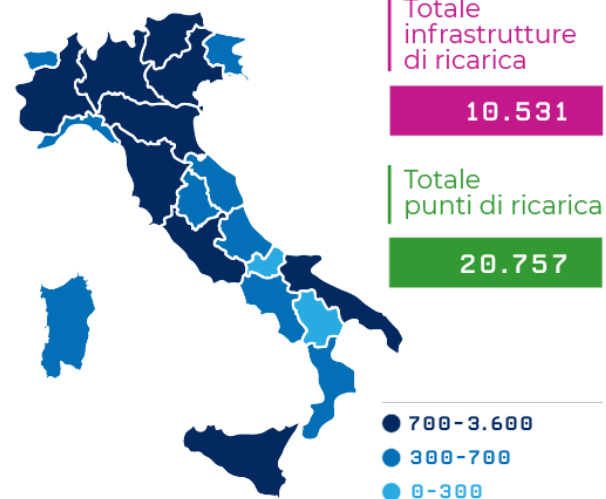 Totale
infrastrutture
di ricarica
10.531
Totale
punti di ricarica
20.757
700-3.600
300-700
0-300